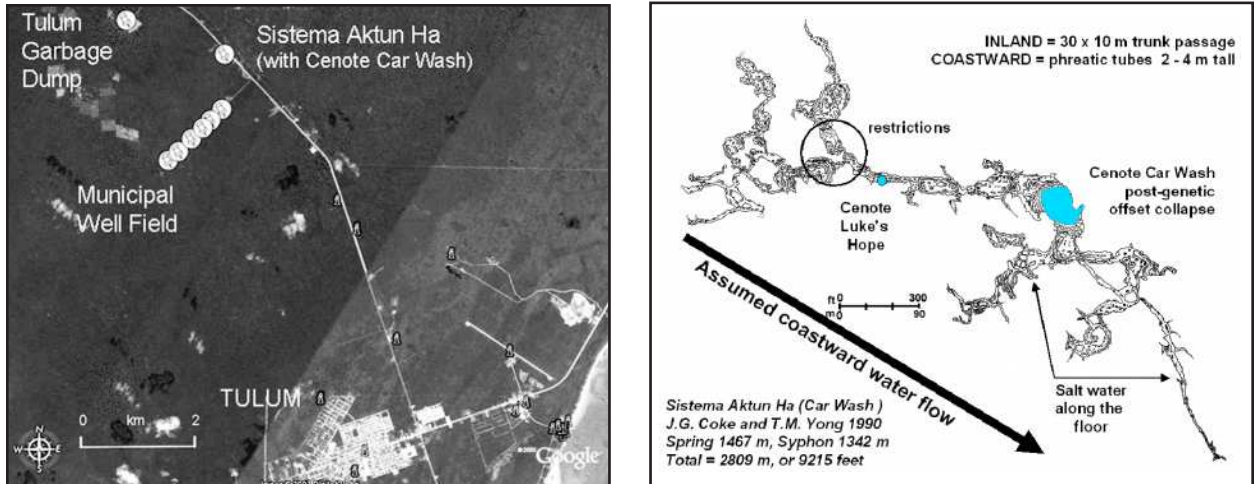 Tulum
Garbage
Dump
Sistema Aktun Ha
(with Cenote Car Wash)
Municipal
Well Field
TULUM
0 km 2
N
W E
S
Google
INLAND = 30 x 10 m trunk passage
COASTWARD = phreatic tubes 2 - 4 m tall
restrictions
Cenote Car Wash
post-genetic
offset collapse
Cenote
Luke's
Hope
Assumed coastward water flow
ft 0 300
m 0 90
Salt water
along the
floor
Sistema Aktun Ha (Car Wash )
J.G. Coke and T.M. Yong 1990
Spring 1467 m, Syphon 1342 m
Total = 2809 m, or 9215 feet